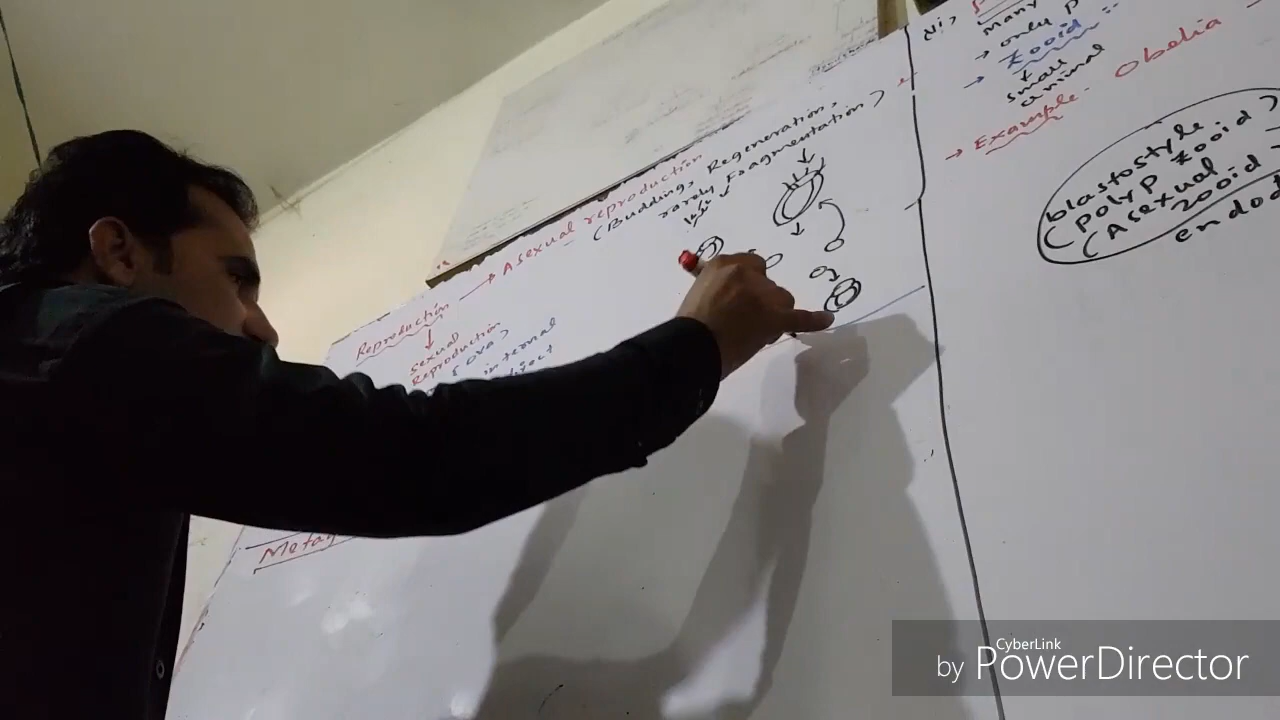 Reproduction → Asexual reproduction
(Budding, Regeneration,
rarely Fragmentation)
sexual
Reproduction
ova)
internal
many
→ only p
→ Zooid :-
small
animal
→ Example:- Obelia
blastostyle
(polyp zooid)
(Asexual
zooid
endod
by CyberLink PowerDirector